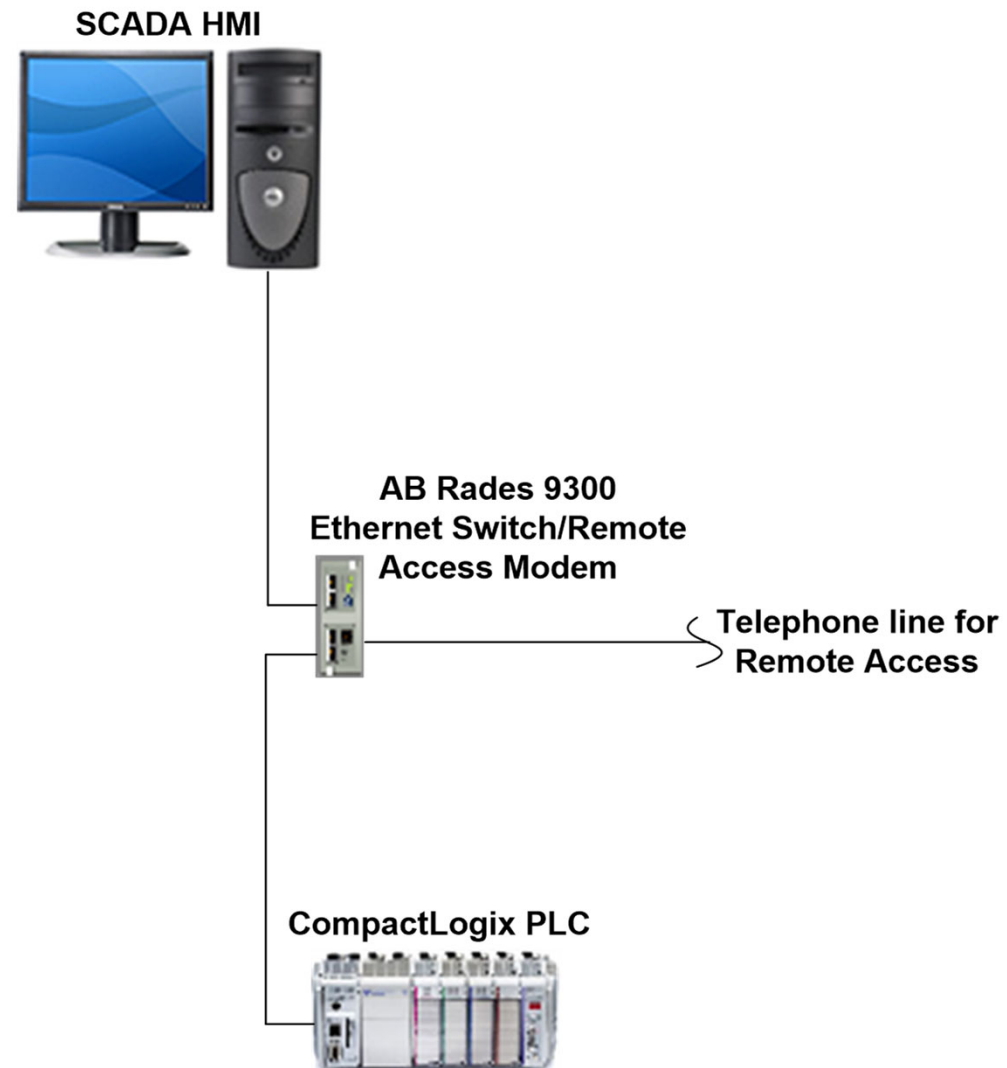 SCADA HMI
AB Rades 9300
Ethernet Switch/Remote
Access Modem
Telephone line for
Remote Access
CompactLogix PLC